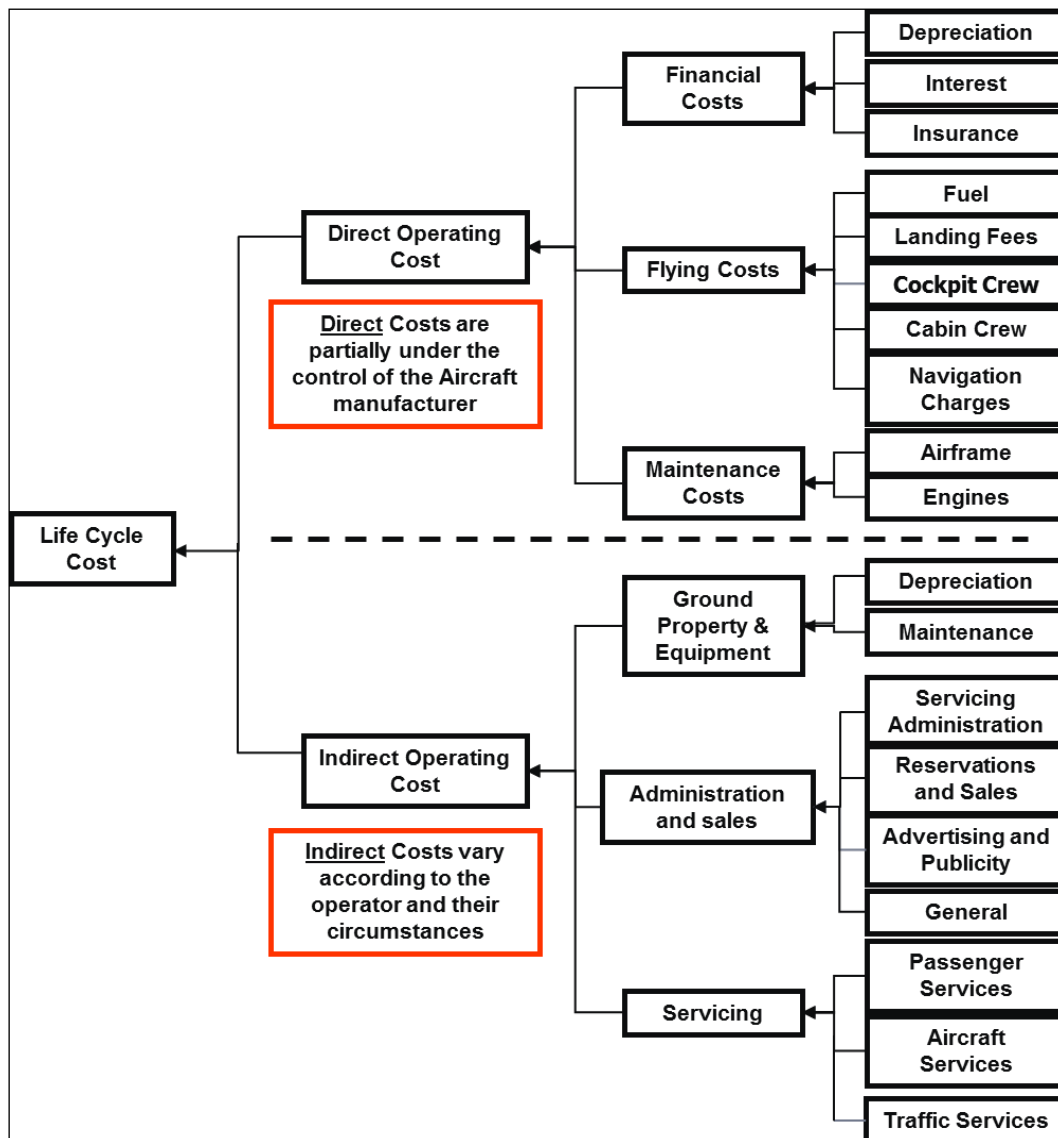 Depreciation
Financial
Costs
Interest
Insurance
Fuel
Direct Operating
Cost
Landing Fees
Flying Costs
Cockpit Crew
Direct Costs are
partially under the
control of the Aircraft
manufacturer
Cabin Crew
Navigation
Charges
Airframe
Maintenance
Costs
Engines
Life Cycle
Cost
Ground
Property &
Equipment
Depreciation
Maintenance
Servicing
Administration
Indirect Operating
Cost
Reservations
and Sales
Administration
and sales
Advertising and
Publicity
Indirect Costs vary
according to the
operator and their
circumstances
General
Passenger
Services
Servicing
Aircraft
Services
Traffic Services